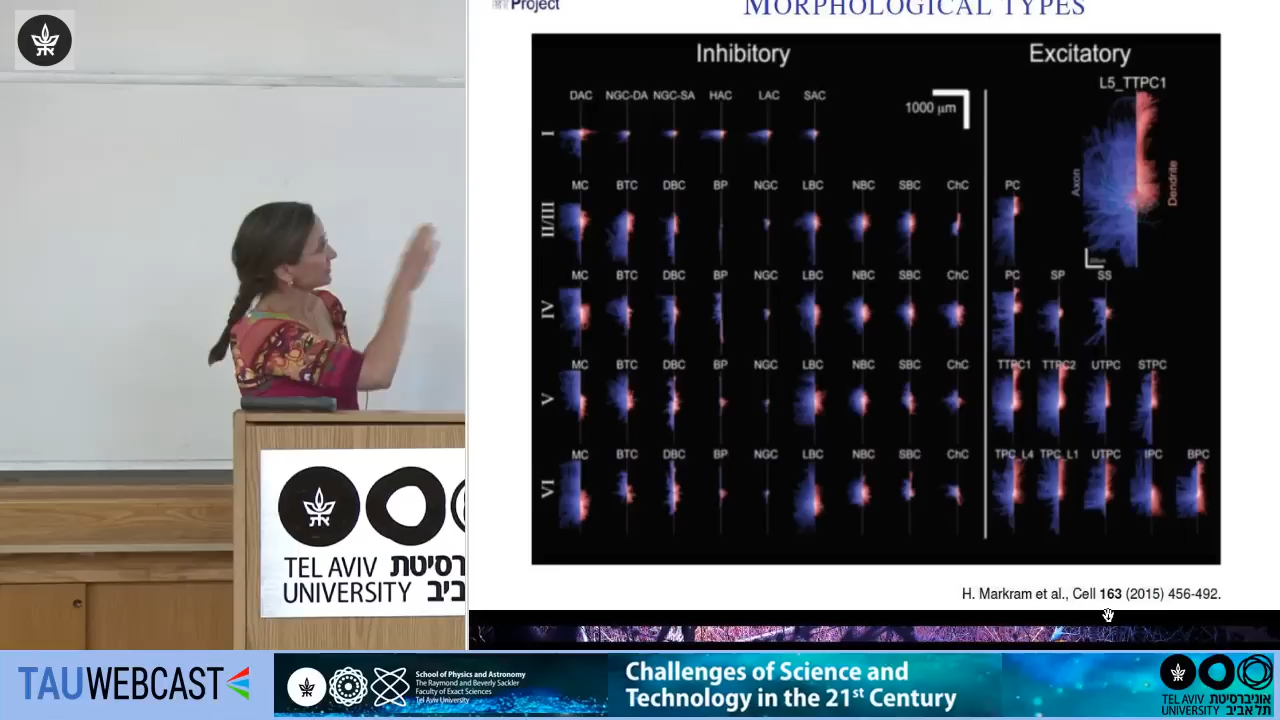 Project
MORPHOLOGICAL TYPES
Inhibitory
Excitatory
L5_TTPC1
DAC NGC-DA NGC-SA HAC LAC SAC
1000 µm
I
MC BTC DBC BP NGC LBC NBC SBC ChC PC
Axon
Dendrite
II/III
MC BTC DBC BP NGC LBC NBC SBC ChC PC SP SS
IV
MC BTC DBC BP NGC LBC NBC SBC ChC TTPC1 TTPC2 UTPC STPC
V
MC BTC DBC BP NGC LBC NBC SBC ChC TPC_L4 TPC_L1 UTPC IPC BPC
VI
H. Markram et al., Cell 163 (2015) 456-492.
TEL AVIV רסיטת
UNIVERSITY ביב
TAUWEBCAST
School of Physics and Astronomy
The Raymond and Beverly Sackler
Faculty of Exact Sciences
Tel Aviv University
Challenges of Science and
Technology in the 21st Century
TEL AVIV אוניברסיטת
UNIVERSITY תל אביב